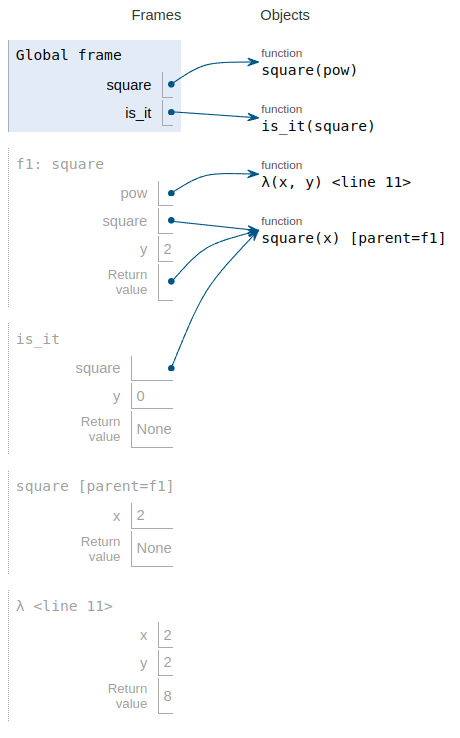 Frames Objects
Global frame
square
is_it
function
square(pow)
function
is_it(square)
function
λ(x, y) <line 11>
function
square(x) [parent=f1]
f1: square
pow
square
y 2
Return
value
is_it
square
y 0
Return
value None
square [parent=f1]
x 2
Return
value None
λ <line 11>
x 2
y 2
Return
value 8